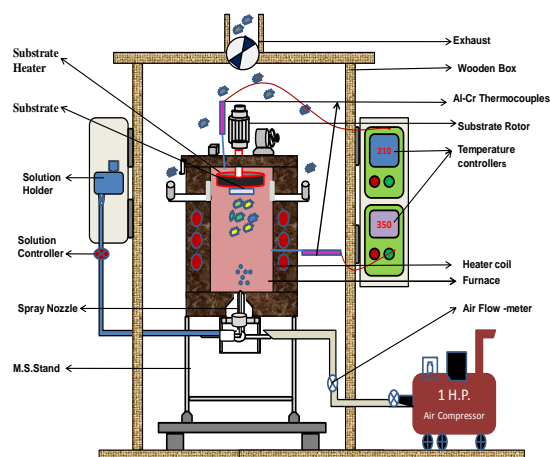 Exhaust
Substrate
Heater
Wooden Box
Al-Cr Thermocouples
Substrate
Substrate Rotor
Temperature
controllers
210
Solution
Holder
350
Solution
Controller
Heater coil
Furnace
Spray Nozzle
Air Flow -meter
M.S.Stand
1 H.P.
Air Compressor